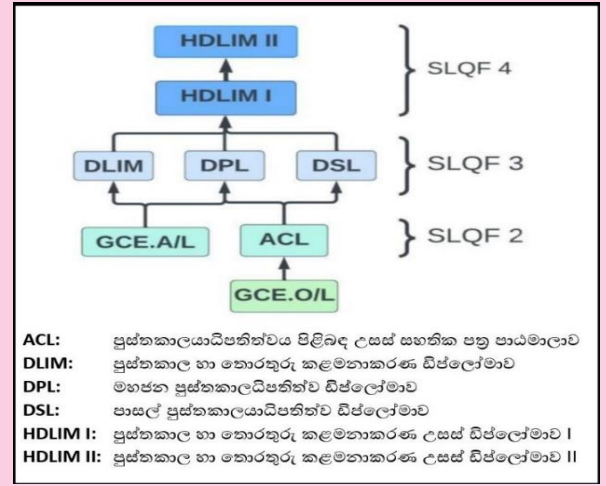 HDLIM II
SLQF 4
HDLIM I
DLIM DPL DSL SLQF 3
GCE.A/L ACL SLQF 2
GCE.O/L
ACL: පුස්තකාලයාධිපතිත්වය පිළිබඳ උසස් සහතික පත්‍ර පාඨමාලාව
DLIM: පුස්තකාල හා තොරතුරු කළමනාකරණ ඩිප්ලෝමාව
DPL: මහජන පුස්තකාලයිපතිත්ව ඩිප්ලෝමාව
DSL: පාසල් පුස්තකාලයාධිපතිත්ව ඩිප්ලෝමාව
HDLIM I: පුස්තකාල හා තොරතුරු කළමනාකරණ උසස් ඩිප්ලෝමාව I
HDLIM II: පුස්තකාල හා තොරතුරු කළමනාකරණ උසස් ඩිප්ලෝමාව II